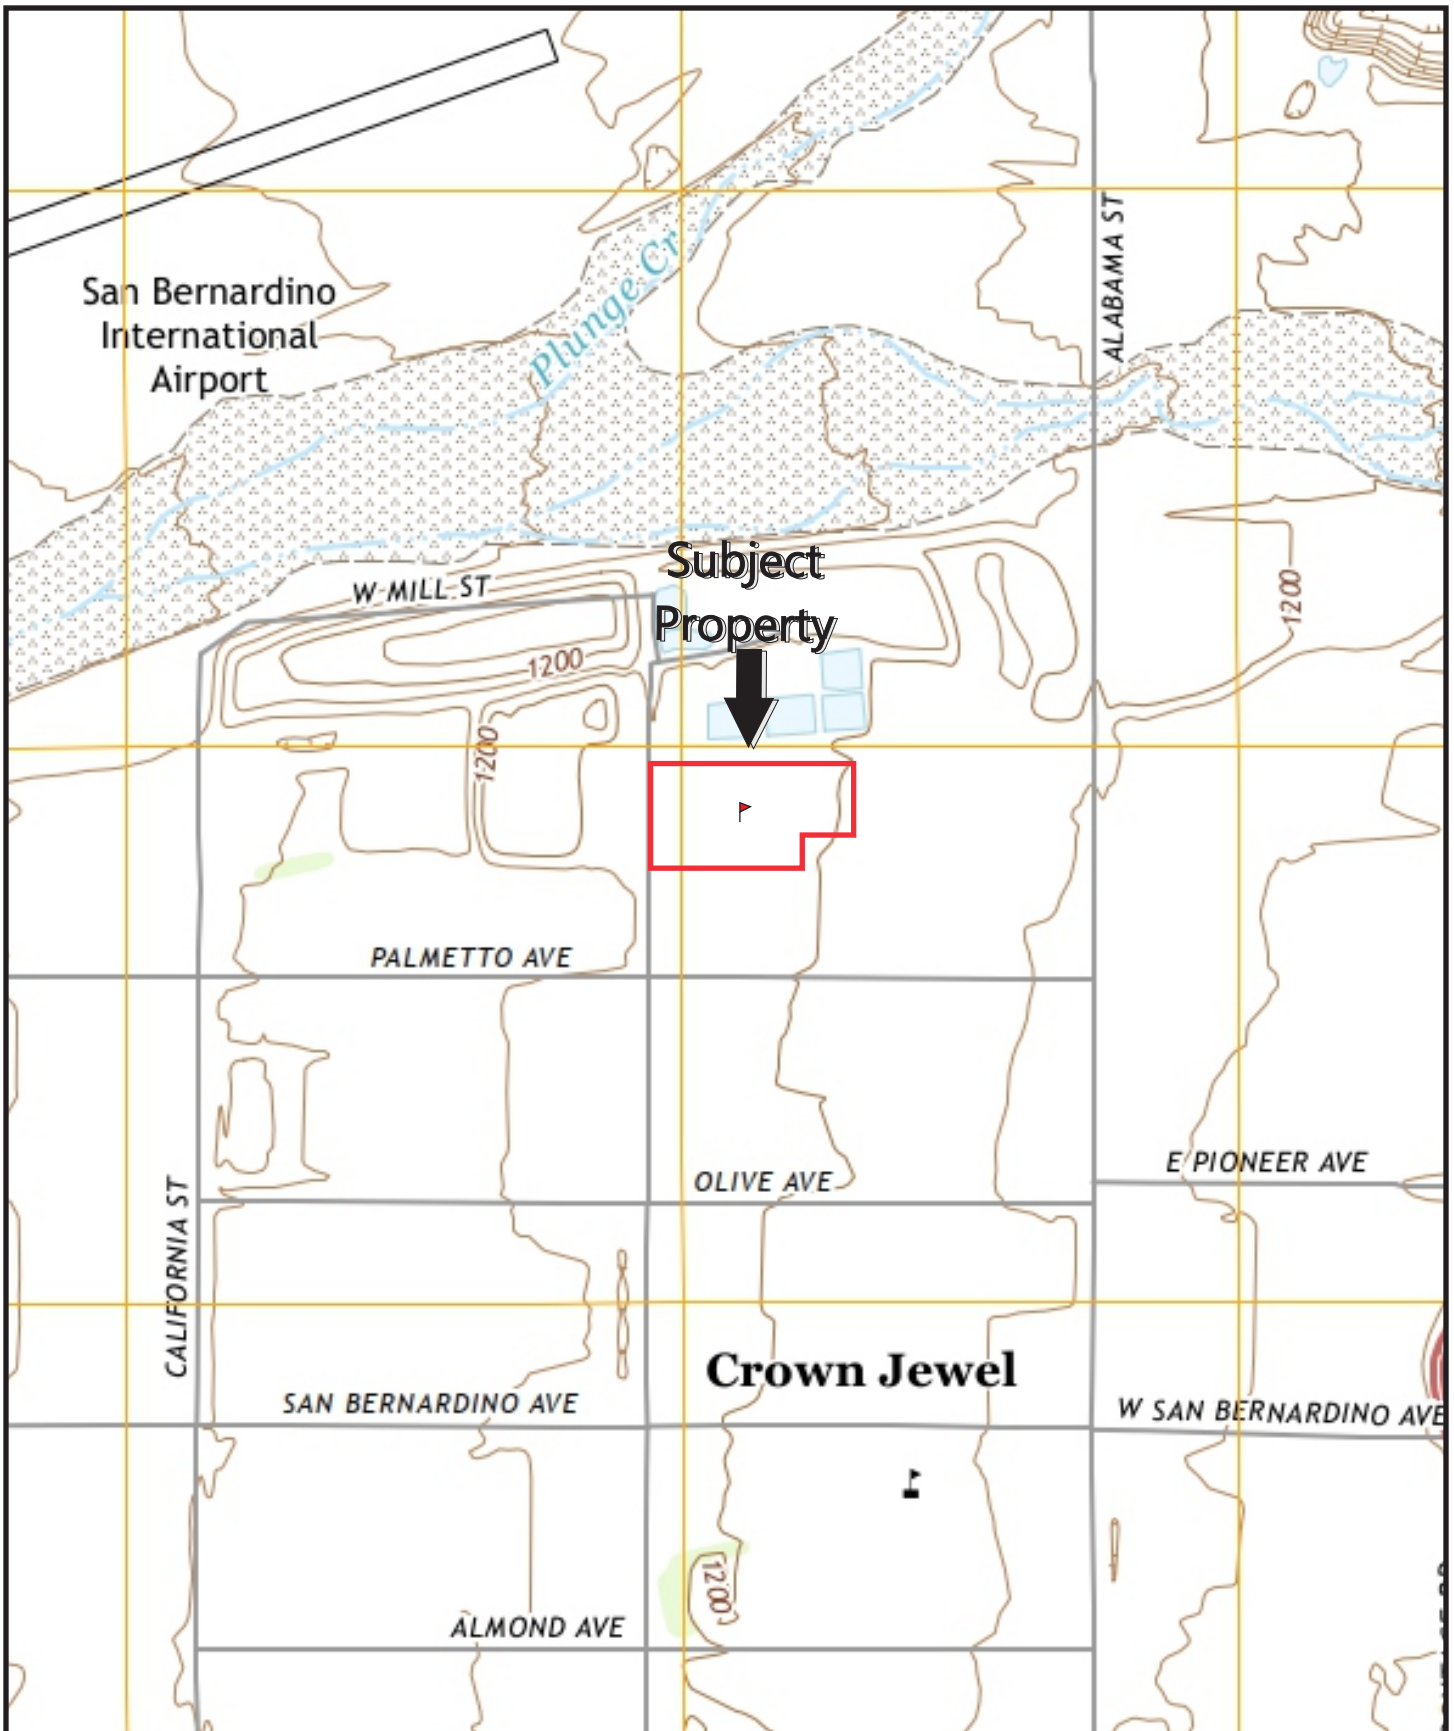 San Bernardino
International
Airport
Plunge Cr
ALABAMA ST
W MILL ST
Subject
Property
1200
1200
1200
PALMETTO AVE
E PIONEER AVE
OLIVE AVE
CALIFORNIA ST
Crown Jewel
SAN BERNARDINO AVE
W SAN BERNARDINO AVE
1200
ALMOND AVE